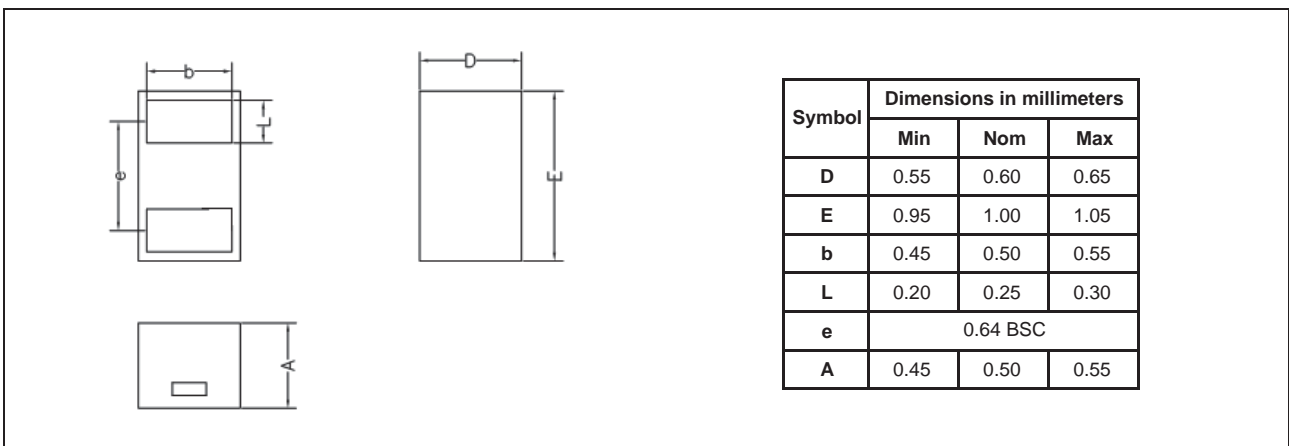 b
L
e
D
E
A
Symbol Dimensions in millimeters
Min Nom Max
D 0.55 0.60 0.65
E 0.95 1.00 1.05
b 0.45 0.50 0.55
L 0.20 0.25 0.30
e 0.64 BSC
A 0.45 0.50 0.55